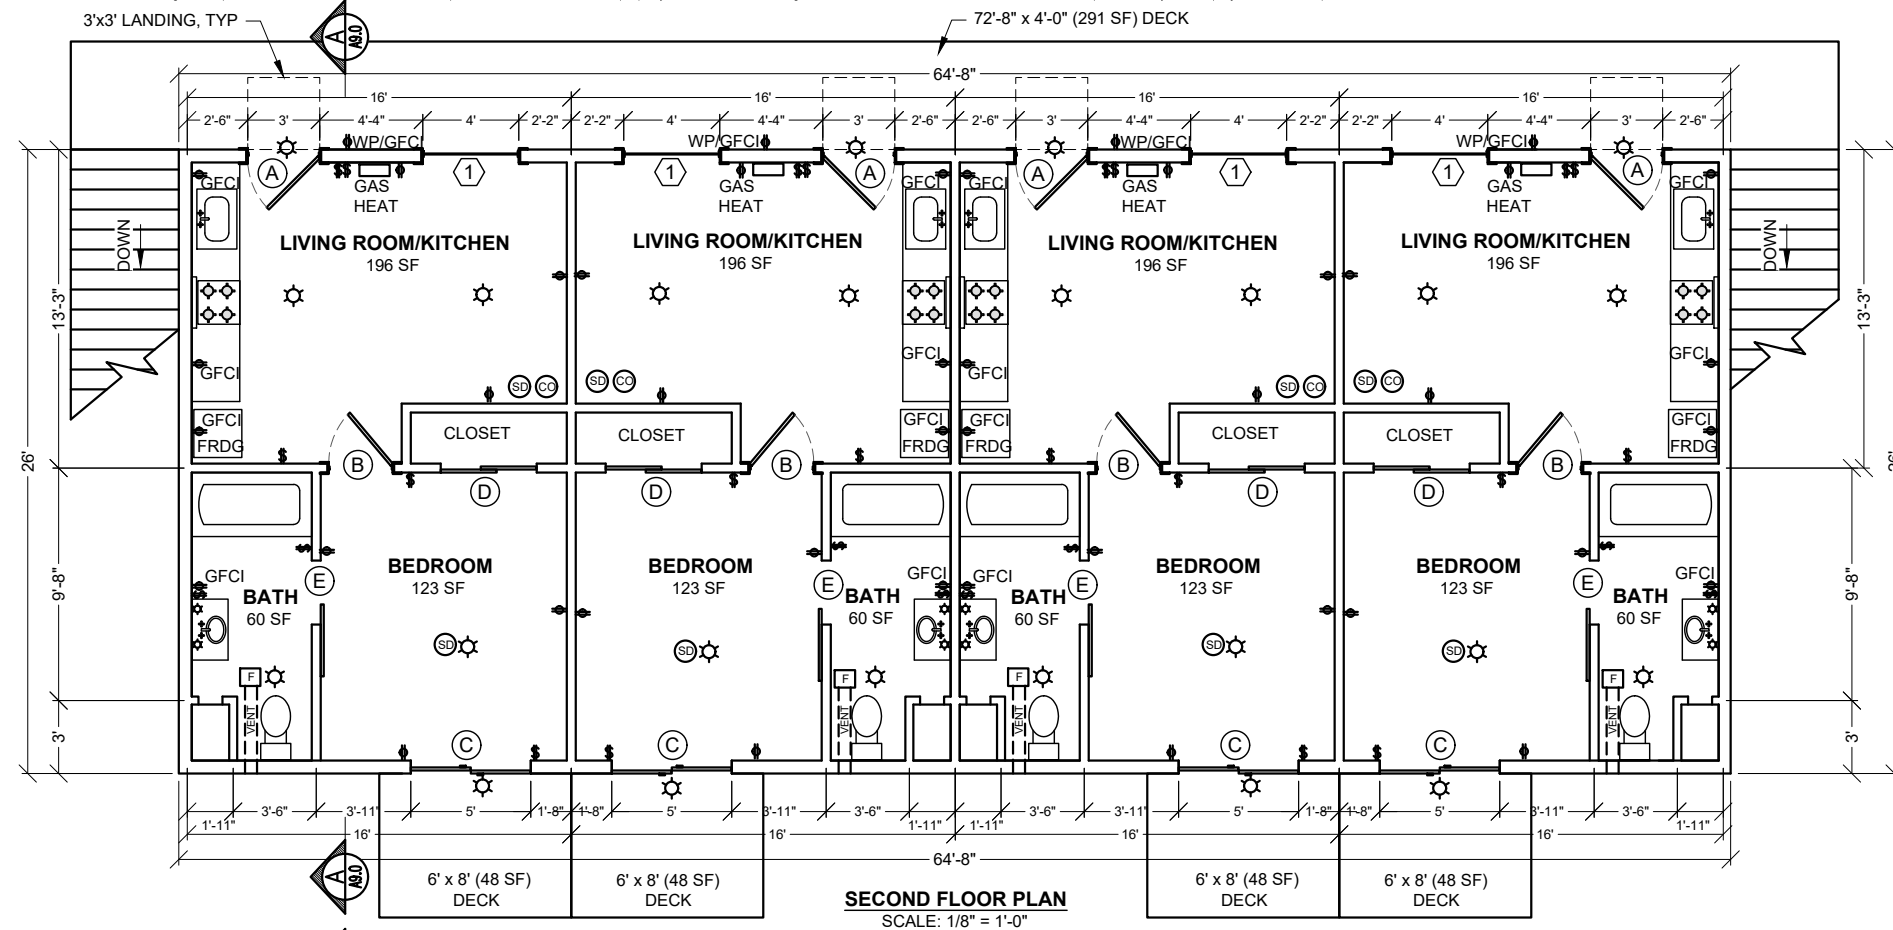 3'x3' LANDING, TYP
A
A9.0
72'-8" x 4'-0" (291 SF) DECK
64'-8"
16' 16' 16' 16'
2'-6" 3' 4'-4" 4' 2'-2" 2'-2" 4' 4'-4" 3' 2'-6" 2'-6" 3' 4'-4" 4' 2'-2" 2'-2" 4' 4'-4" 3' 2'-6"
WP/GFCI WP/GFCI WP/GFCI WP/GFCI
A 1 1 A A 1 1 A
$$ $$ $$ $$
GFCI GAS HEAT GAS HEAT GFCI GFCI GAS HEAT GAS HEAT GFCI
DOWN DOWN
LIVING ROOM/KITCHEN LIVING ROOM/KITCHEN LIVING ROOM/KITCHEN LIVING ROOM/KITCHEN
196 SF 196 SF 196 SF 196 SF
13'-3" 13'-3"
GFCI GFCI GFCI GFCI
SD CO SD CO SD CO SD CO
GFCI GFCI GFCI GFCI
FRDG FRDG FRDG FRDG
CLOSET CLOSET CLOSET CLOSET
26'
$ B $ $ B $ $ B $ $ B $
D D D D
$ $ $ $
BEDROOM BEDROOM BEDROOM BEDROOM
123 SF 123 SF 123 SF 123 SF
GFCI E E GFCI GFCI E E GFCI
BATH BATH BATH BATH
60 SF 60 SF 60 SF 60 SF
9'-8" 9'-8"
SD SD SD SD
F F F F
VENT VENT VENT VENT
3' 3'
C $ $ C C $ $ C
3'-6" 3'-11" 5' 1'-8" 1'-8" 5' 3'-11" 3'-6" 3'-6" 3'-11" 5' 1'-8" 1'-8" 5' 3'-11" 3'-6"
1'-11" 1'-11" 1'-11" 1'-11"
16' 16' 16' 16'
64'-8"
A
A9.0
6' x 8' (48 SF) 6' x 8' (48 SF) 6' x 8' (48 SF) 6' x 8' (48 SF)
DECK DECK DECK DECK
SECOND FLOOR PLAN
SCALE: 1/8" = 1'-0"